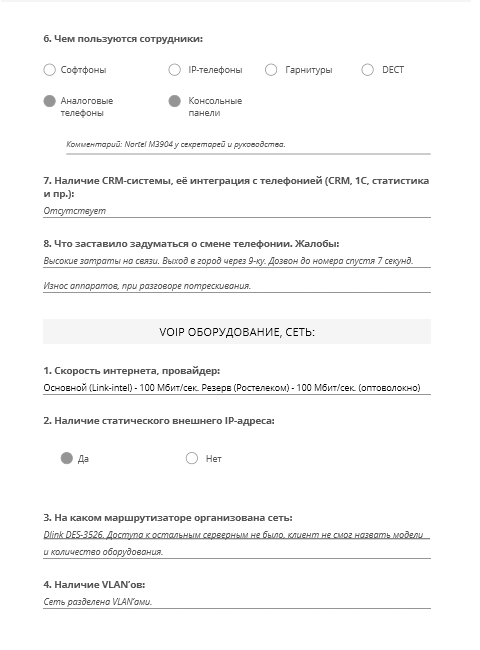 6. Чем пользуются сотрудники:
Софтфоны IP-телефоны Гарнитуры DECT
Аналоговые телефоны Консольные панели
Комментарий: Nortel M3904 у секретарей и руководства.
7. Наличие CRM-системы, её интеграция с телефонией (CRM, 1С, статистика
и пр.):
Отсутствует
8. Что заставило задуматься о смене телефонии. Жалобы:
Высокие затраты на связи. Выход в город через 9-ку. Дозвон до номера спустя 7 секунд.
Износ аппаратов, при разговоре потрескивания.
VOIP ОБОРУДОВАНИЕ, СЕТЬ:
1. Скорость интернета, провайдер:
Основной (Link-intel) - 100 Мбит/сек. Резерв (Ростелеком) - 100 Мбит/сек. (оптоволокно)
2. Наличие статического внешнего IP-адреса:
Да Нет
3. На каком маршрутизаторе организована сеть:
Dlink DES-3526. Доступа к остальным серверным не было, клиент не смог назвать модели
и количество оборудования.
4. Наличие VLAN'ов:
Сеть разделена VLAN'ами.